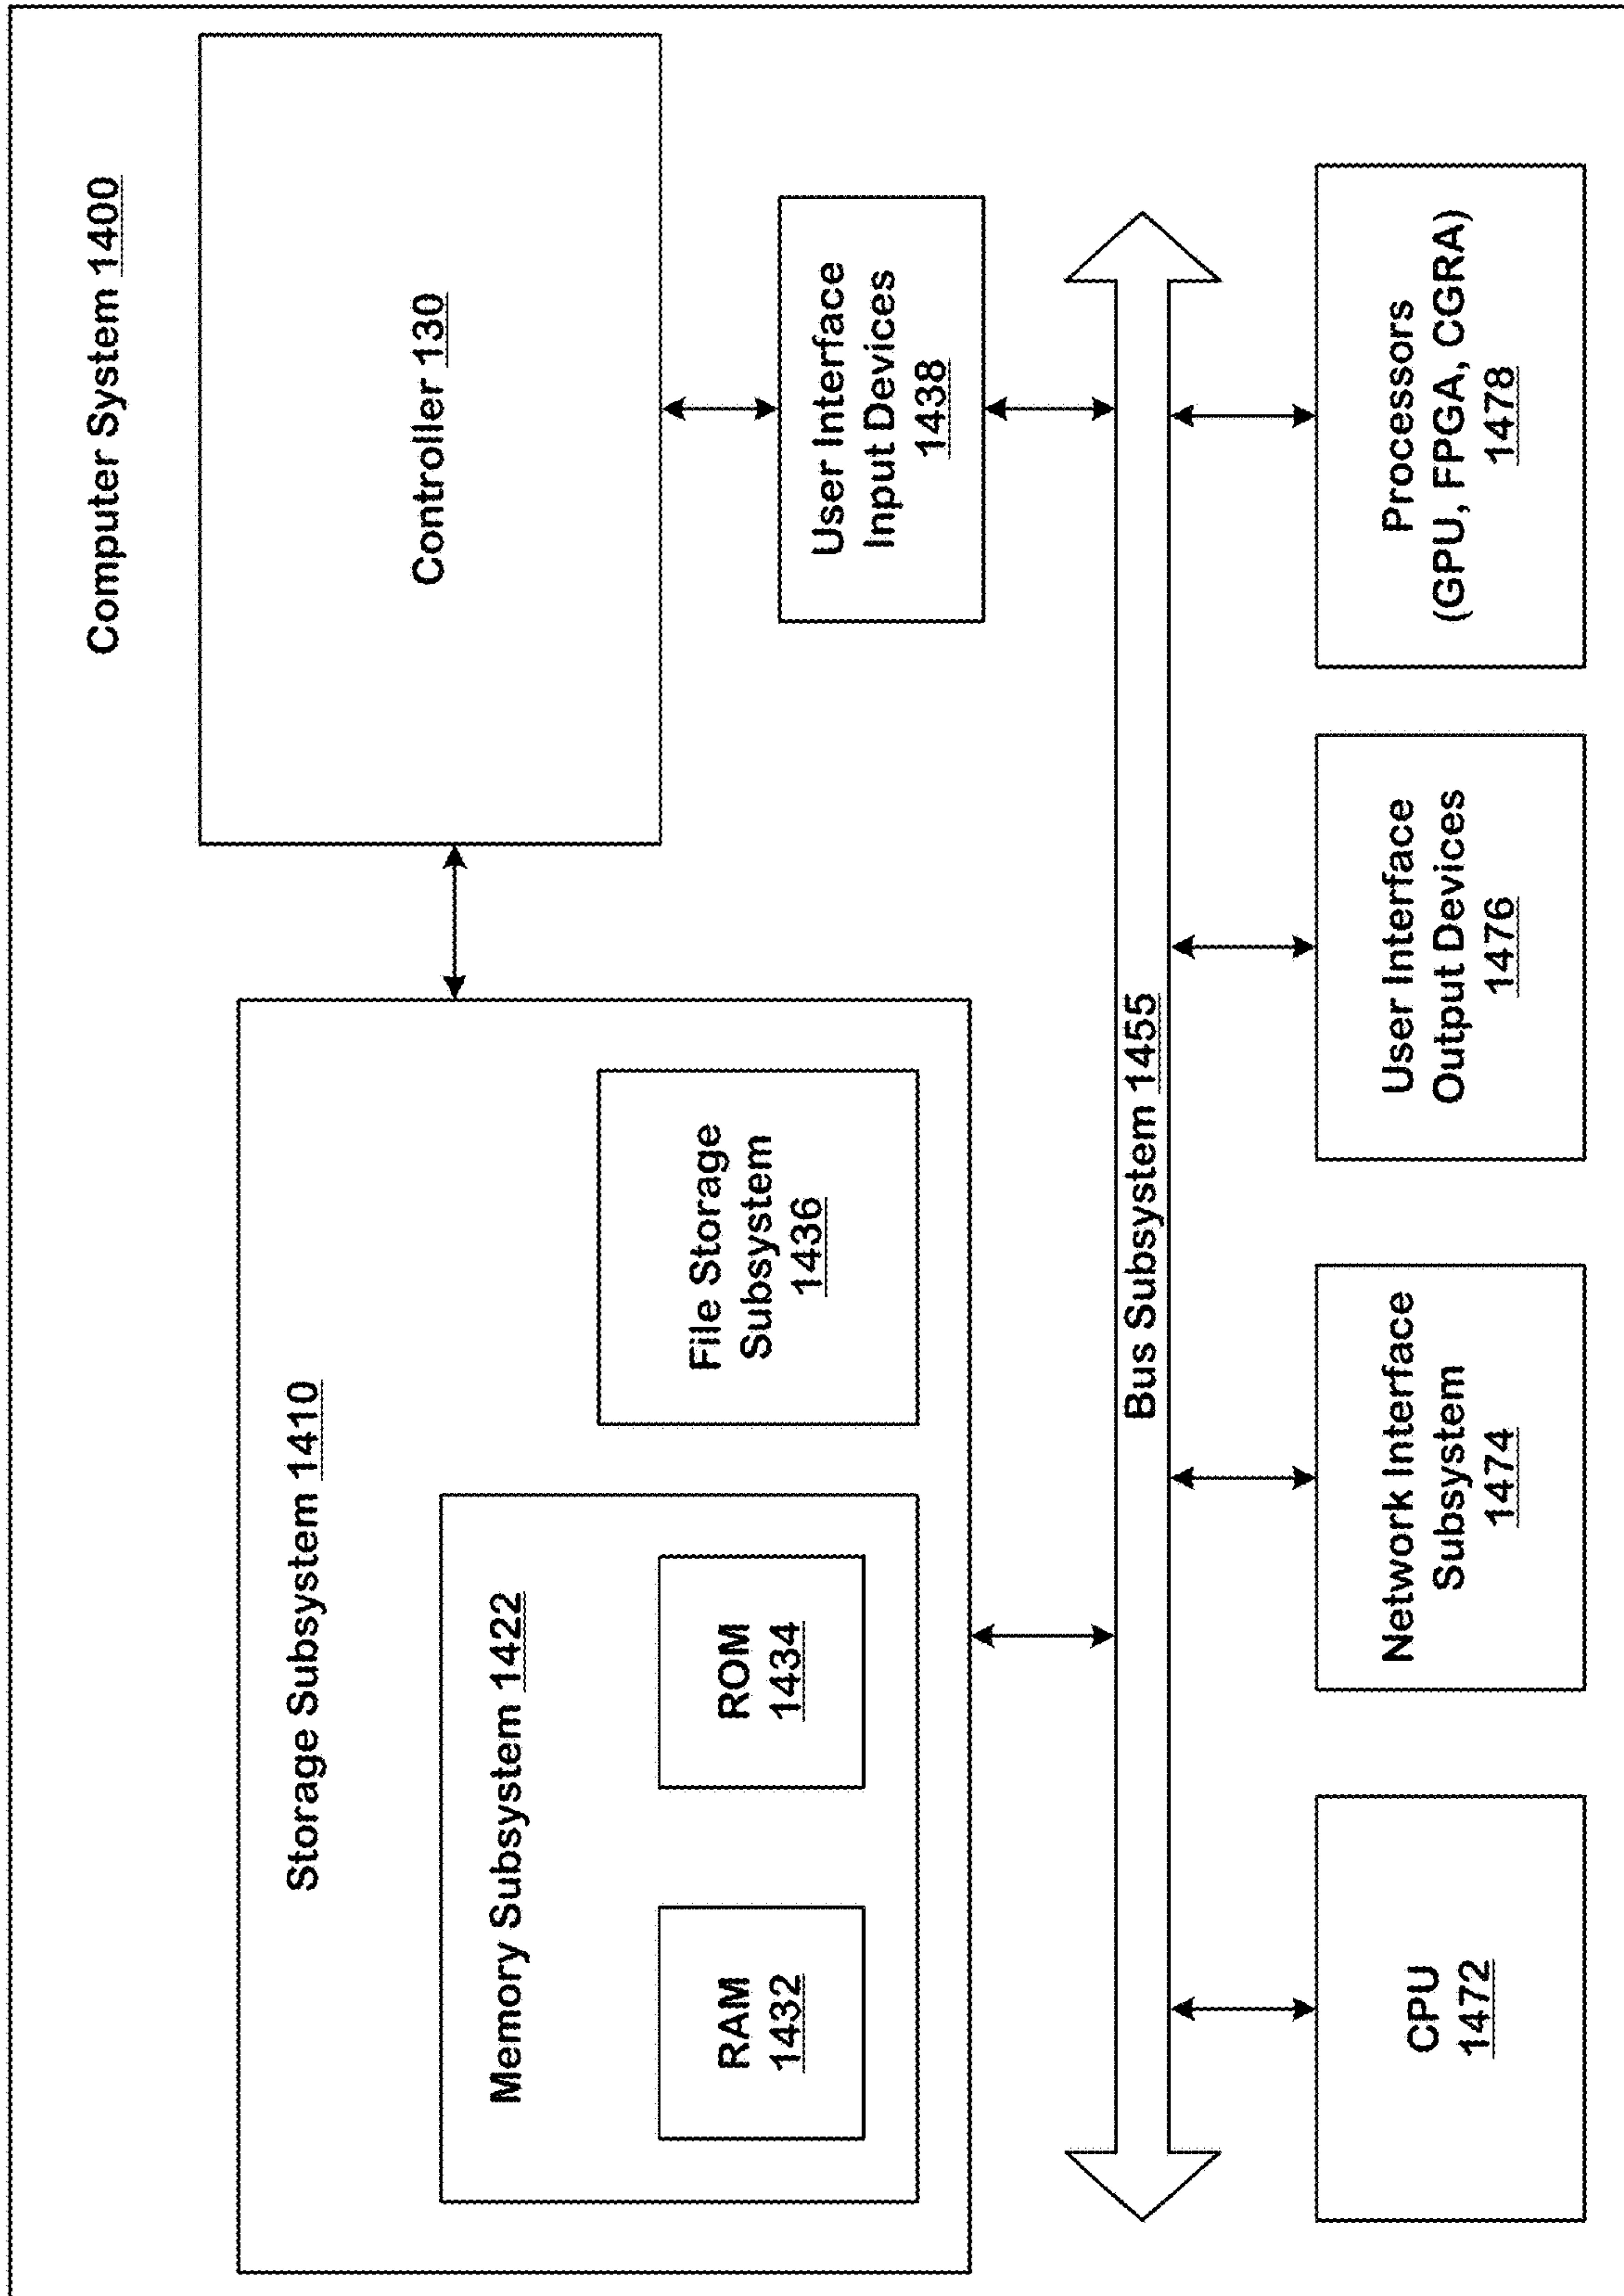 Computer System 1400
Storage Subsystem 1410
Controller 130
Memory Subsystem 1422
RAM
1432
ROM
1434
File Storage
Subsystem
1436
User Interface
Input Devices
1438
Bus Subsystem 1455
CPU
1472
Network Interface
Subsystem
1474
User Interface
Output Devices
1476
Processors
(GPU, FPGA, CGRA)
1478